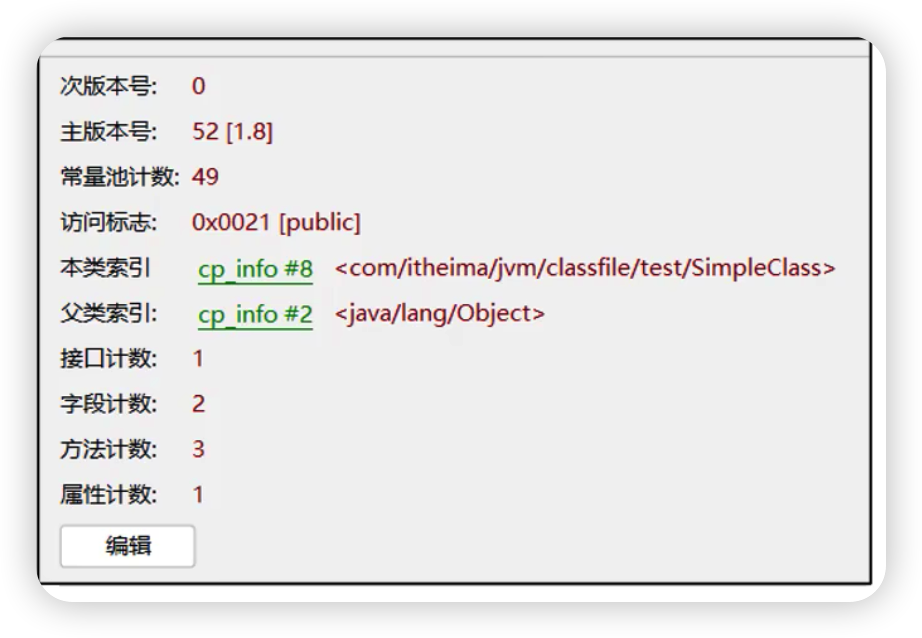 次版本号: 0
主版本号: 52 [1.8]
常量池计数: 49
访问标志: 0x0021 [public]
本类索引 cp_info #8 <com/itheima/jvm/classfile/test/SimpleClass>
父类索引: cp_info #2 <java/lang/Object>
接口计数: 1
字段计数: 2
方法计数: 3
属性计数: 1
编辑